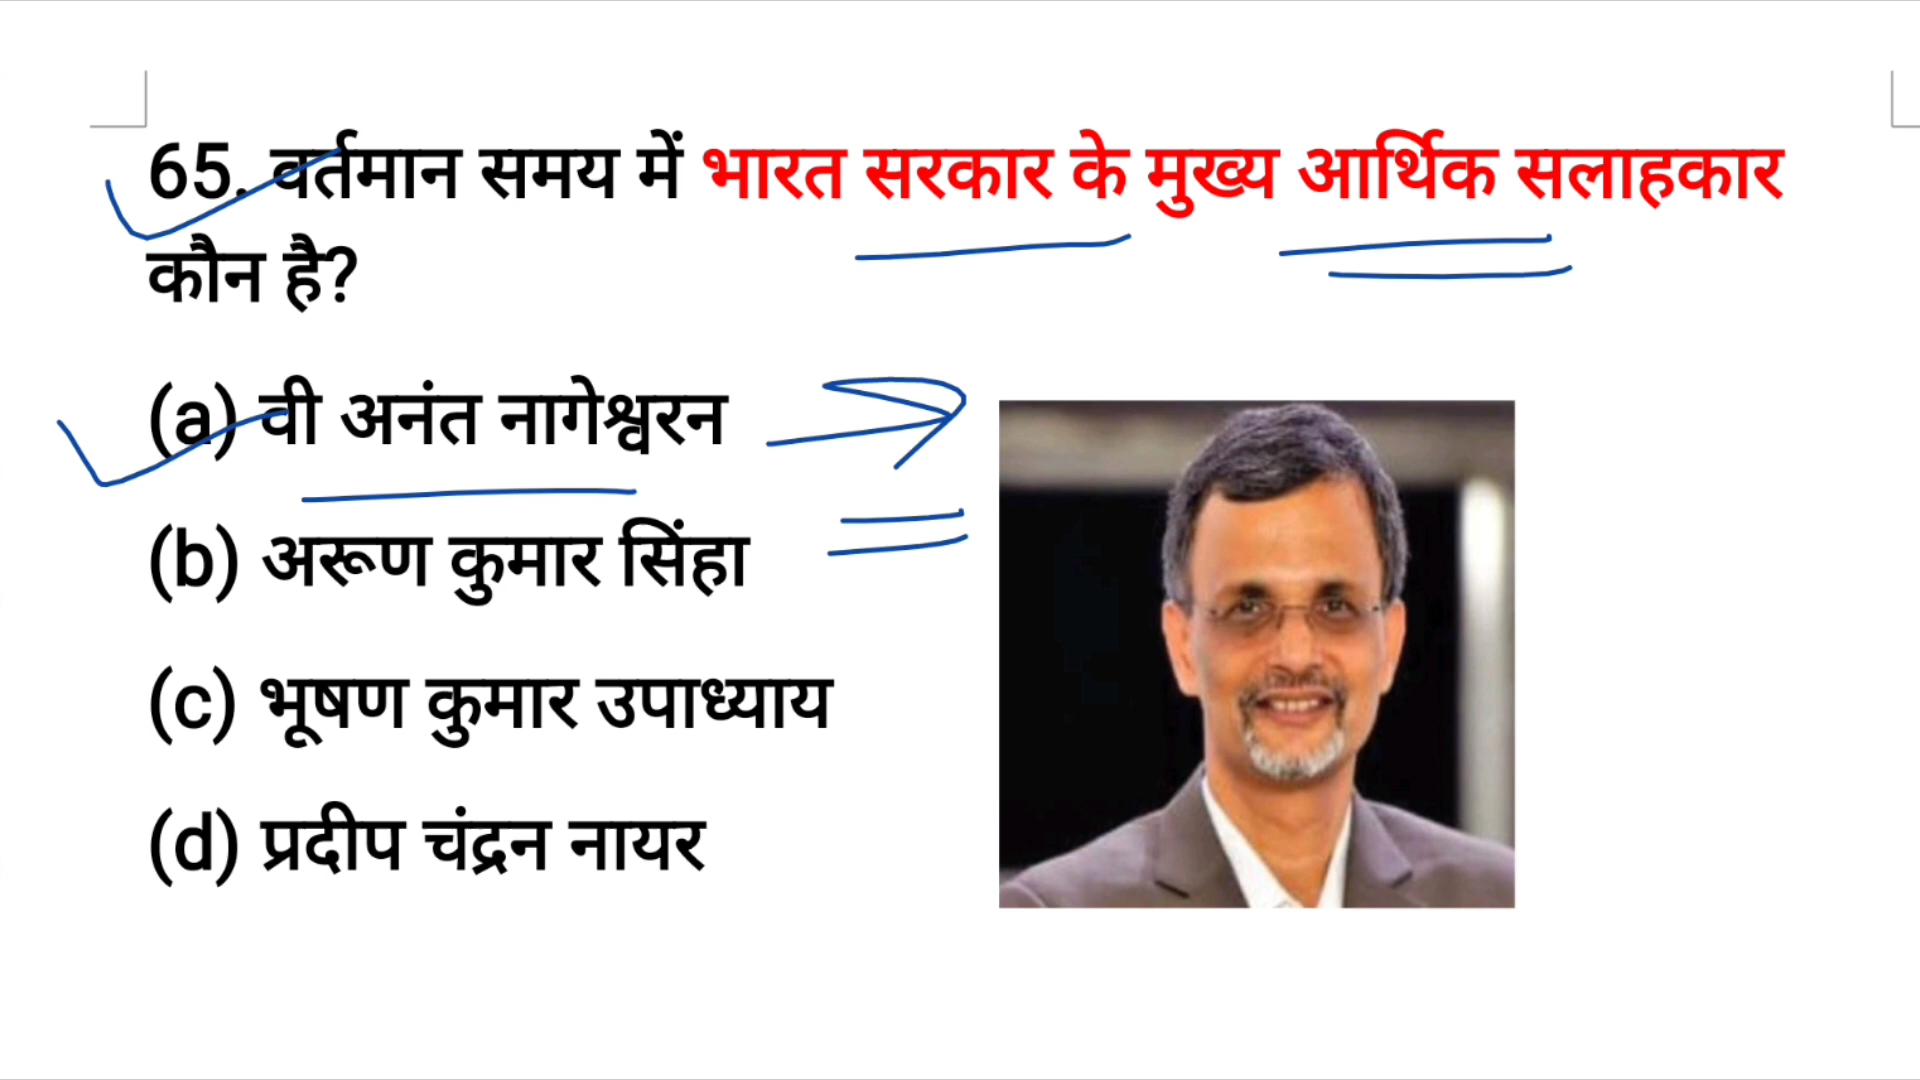 65. वर्तमान समय में भारत सरकार के मुख्य आर्थिक सलाहकार
कौन है?
(a) वी अनंत नागेश्वरन
(b) अरूण कुमार सिंहा
(c) भूषण कुमार उपाध्याय
(d) प्रदीप चंद्रन नायर